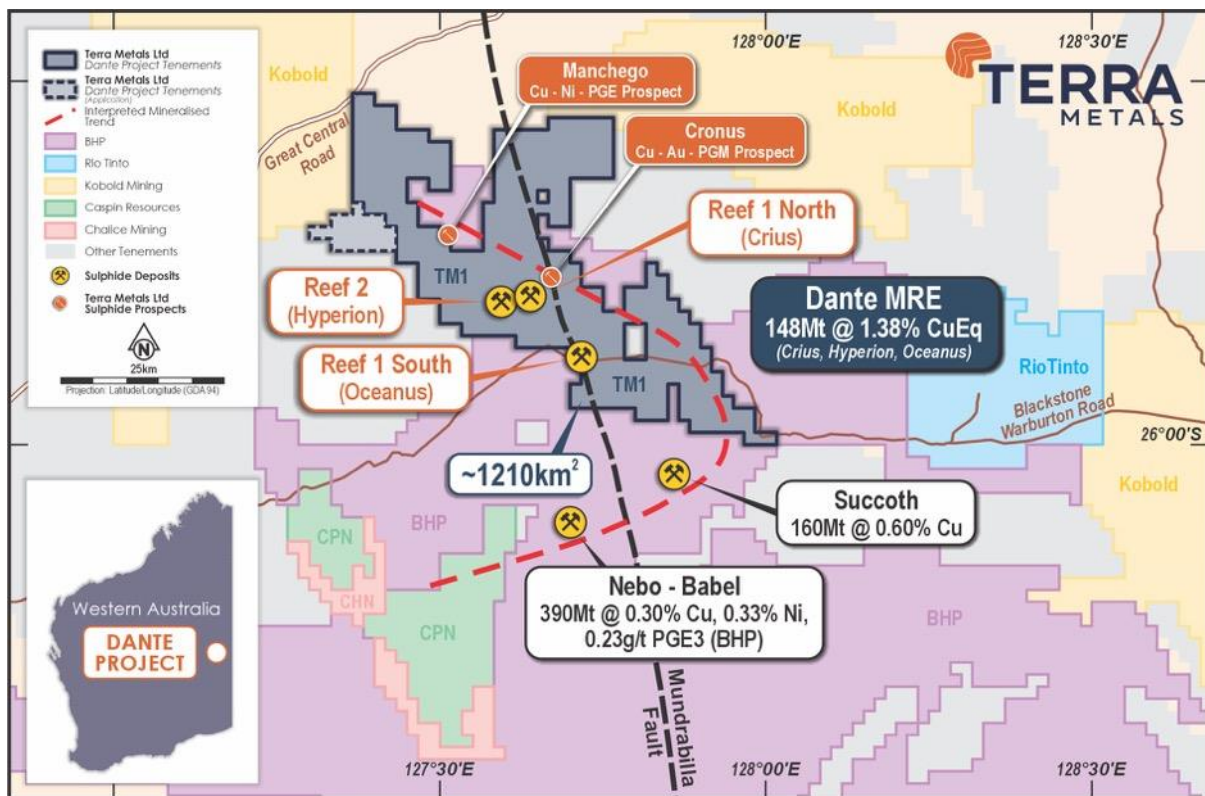 Terra Metals Ltd
Dante Project Tenements
Terra Metals Ltd
Dante Project Tenements
(Application)
Interpreted Mineralised
Trend
BHP
Rio Tinto
Kobold Mining
Caspin Resources
Chalice Mining
Other Tenements
Sulphide Deposits
Terra Metals Ltd
Sulphide Prospects
N
25km
Projection: Latitude/Longitude (GDA 94)
Kobold
Great Central
Road
Manchego
Cu - Ni - PGE Prospect
Cronus
Cu - Au - PGM Prospect
128°00'E
128°30'E
Kobold
TERRA
METALS
Reef 1 North
(Crius)
TM1
Reef 2
(Hyperion)
Dante MRE
148Mt @ 1.38% CuEq
(Crius, Hyperion, Oceanus)
Reef 1 South
(Oceanus)
TM1
RioTinto
Blackstone
Warburton Road
26°00'S
~1210km²
Kobold
Succoth
160Mt @ 0.60% Cu
BHP
CPN
CHN
CPN
Nebo - Babel
390Mt @ 0.30% Cu, 0.33% Ni,
0.23g/t PGE3 (BHP)
BHP
Western Australia
DANTE
PROJECT
Mundrabilla
Fault
127°30'E
128°00'E
128°30'E